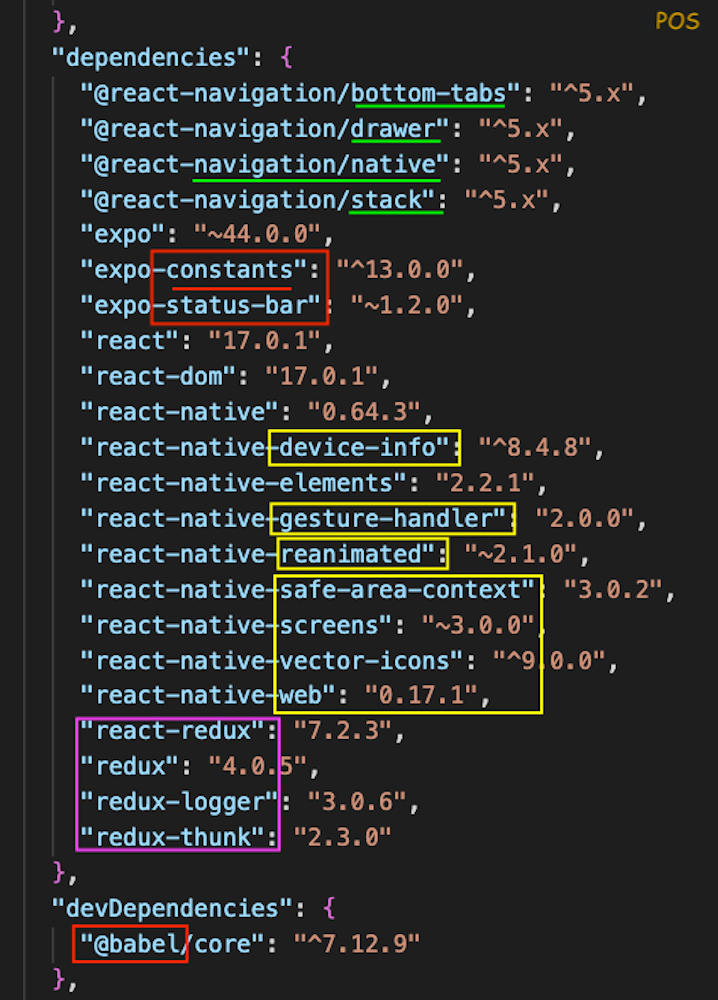 },
POS
"dependencies": {
"@react-navigation/bottom-tabs": "^5.x",
"@react-navigation/drawer": "^5.x",
"@react-navigation/native": "^5.x",
"@react-navigation/stack": "^5.x",
"expo": "~44.0.0",
"expo-constants": "^13.0.0",
"expo-status-bar": "~1.2.0",
"react": "17.0.1",
"react-dom": "17.0.1",
"react-native": "0.64.3",
"react-native-device-info": "^8.4.8",
"react-native-elements": "2.2.1",
"react-native-gesture-handler": "2.0.0",
"react-native-reanimated": "~2.1.0",
"react-native-safe-area-context": "3.0.2",
"react-native-screens": "~3.0.0",
"react-native-vector-icons": "^9.0.0",
"react-native-web": "0.17.1",
"react-redux": "7.2.3",
"redux": "4.0.5",
"redux-logger": "3.0.6",
"redux-thunk": "2.3.0"
},
"devDependencies": {
"@babel/core": "^7.12.9"
},